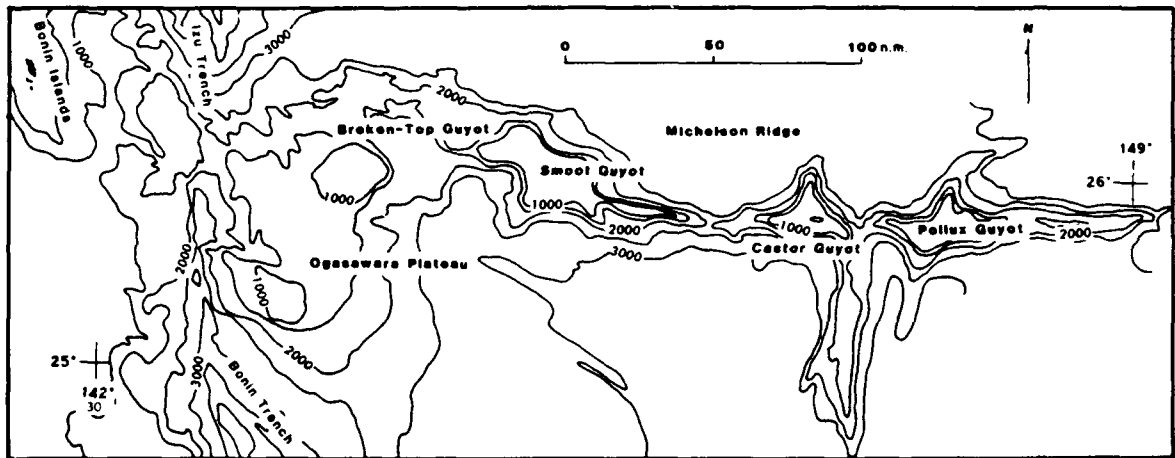 Bonin Islands
1000
Izu Trench
3000
0 50 100 n.m.
N
2000
Broken-Top Guyot
Michelson Ridge
149°
26°
Smoot Guyot
1000
1000
2000
1000
Pollux Guyot
2000
3000
Castor Guyot
2000
Ogasawara Plateau
1000
2000
25°
142°
30
3000
Bonin Trench